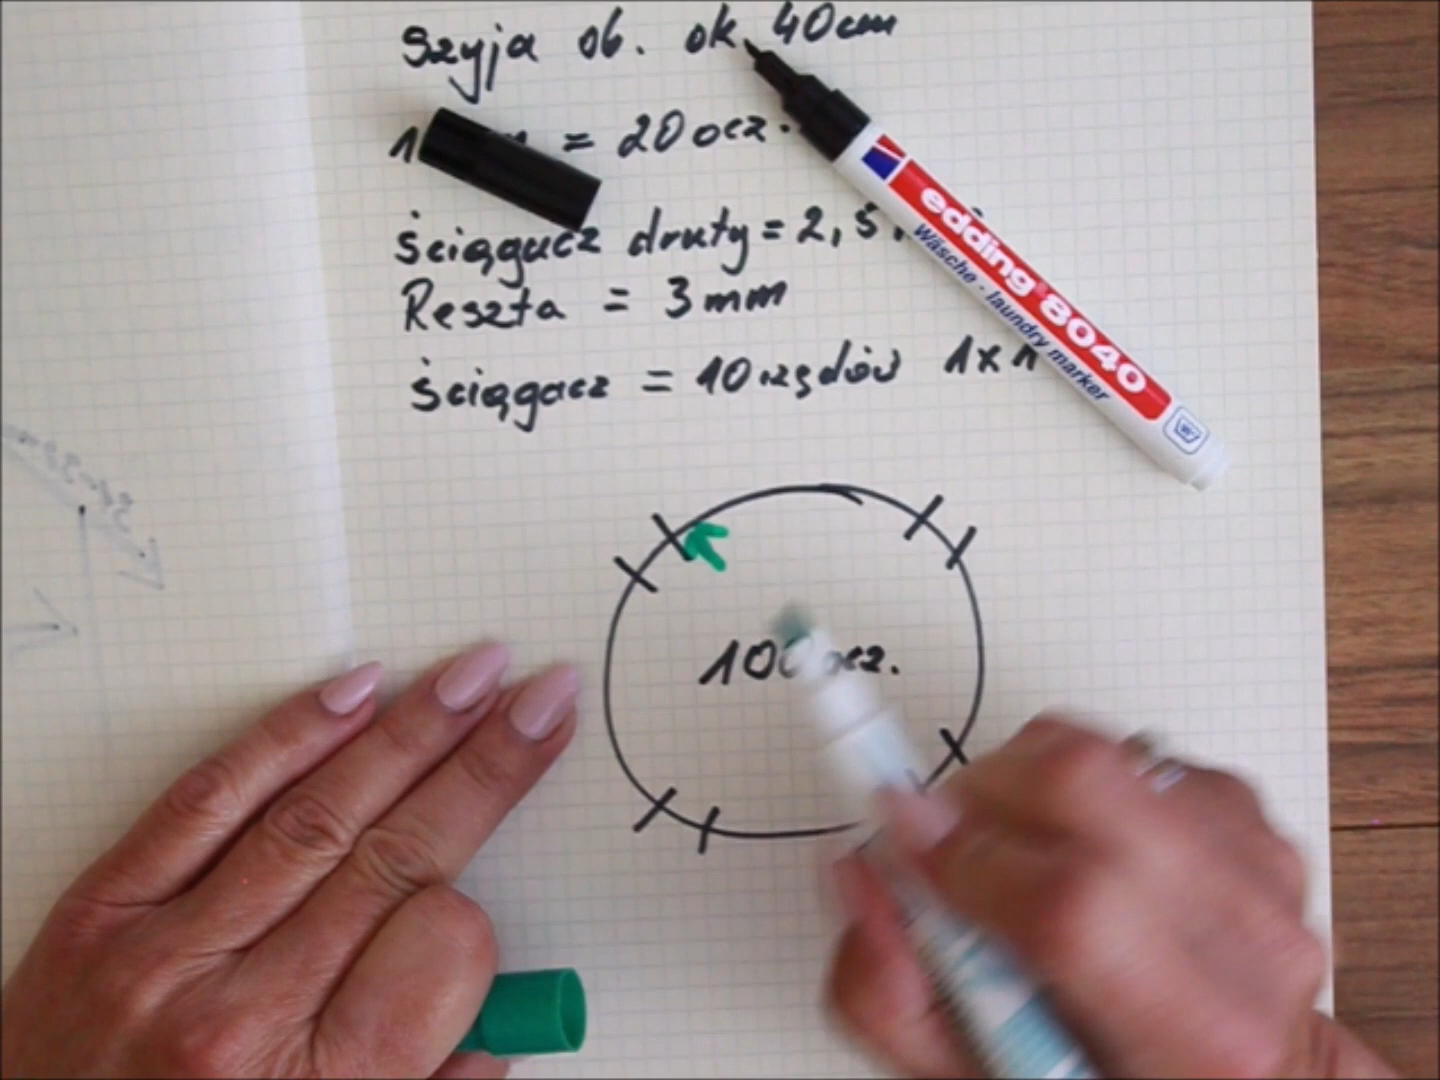 Szyja ob. ok 40cm
= 20 ocz.
ściągacz druty = 2,5
Reszta = 3mm
ściągacz = 10 rzędów 1x1
edding 8040
Wäsche - laundry marker
ocz.